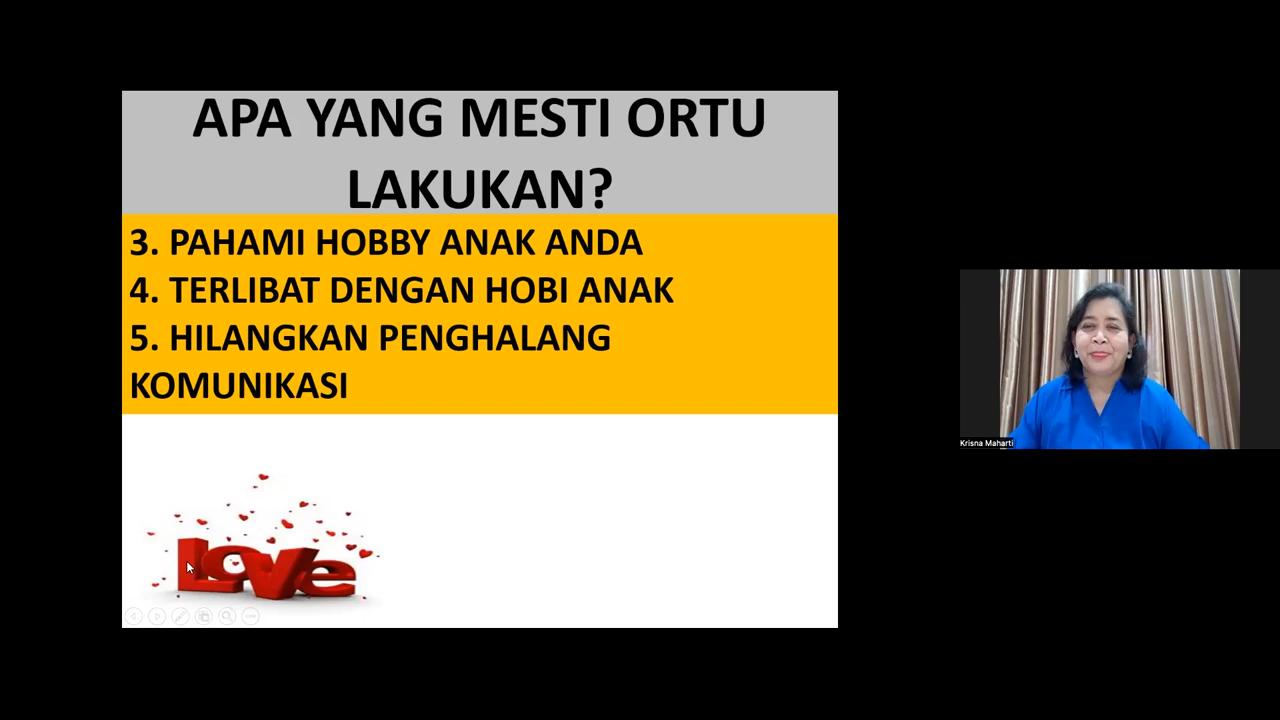 APA YANG MESTI ORTU
LAKUKAN?
3. PAHAMI HOBBY ANAK ANDA
4. TERLIBAT DENGAN HOBI ANAK
5. HILANGKAN PENGHALANG
KOMUNIKASI
Love
Krisna Maharti